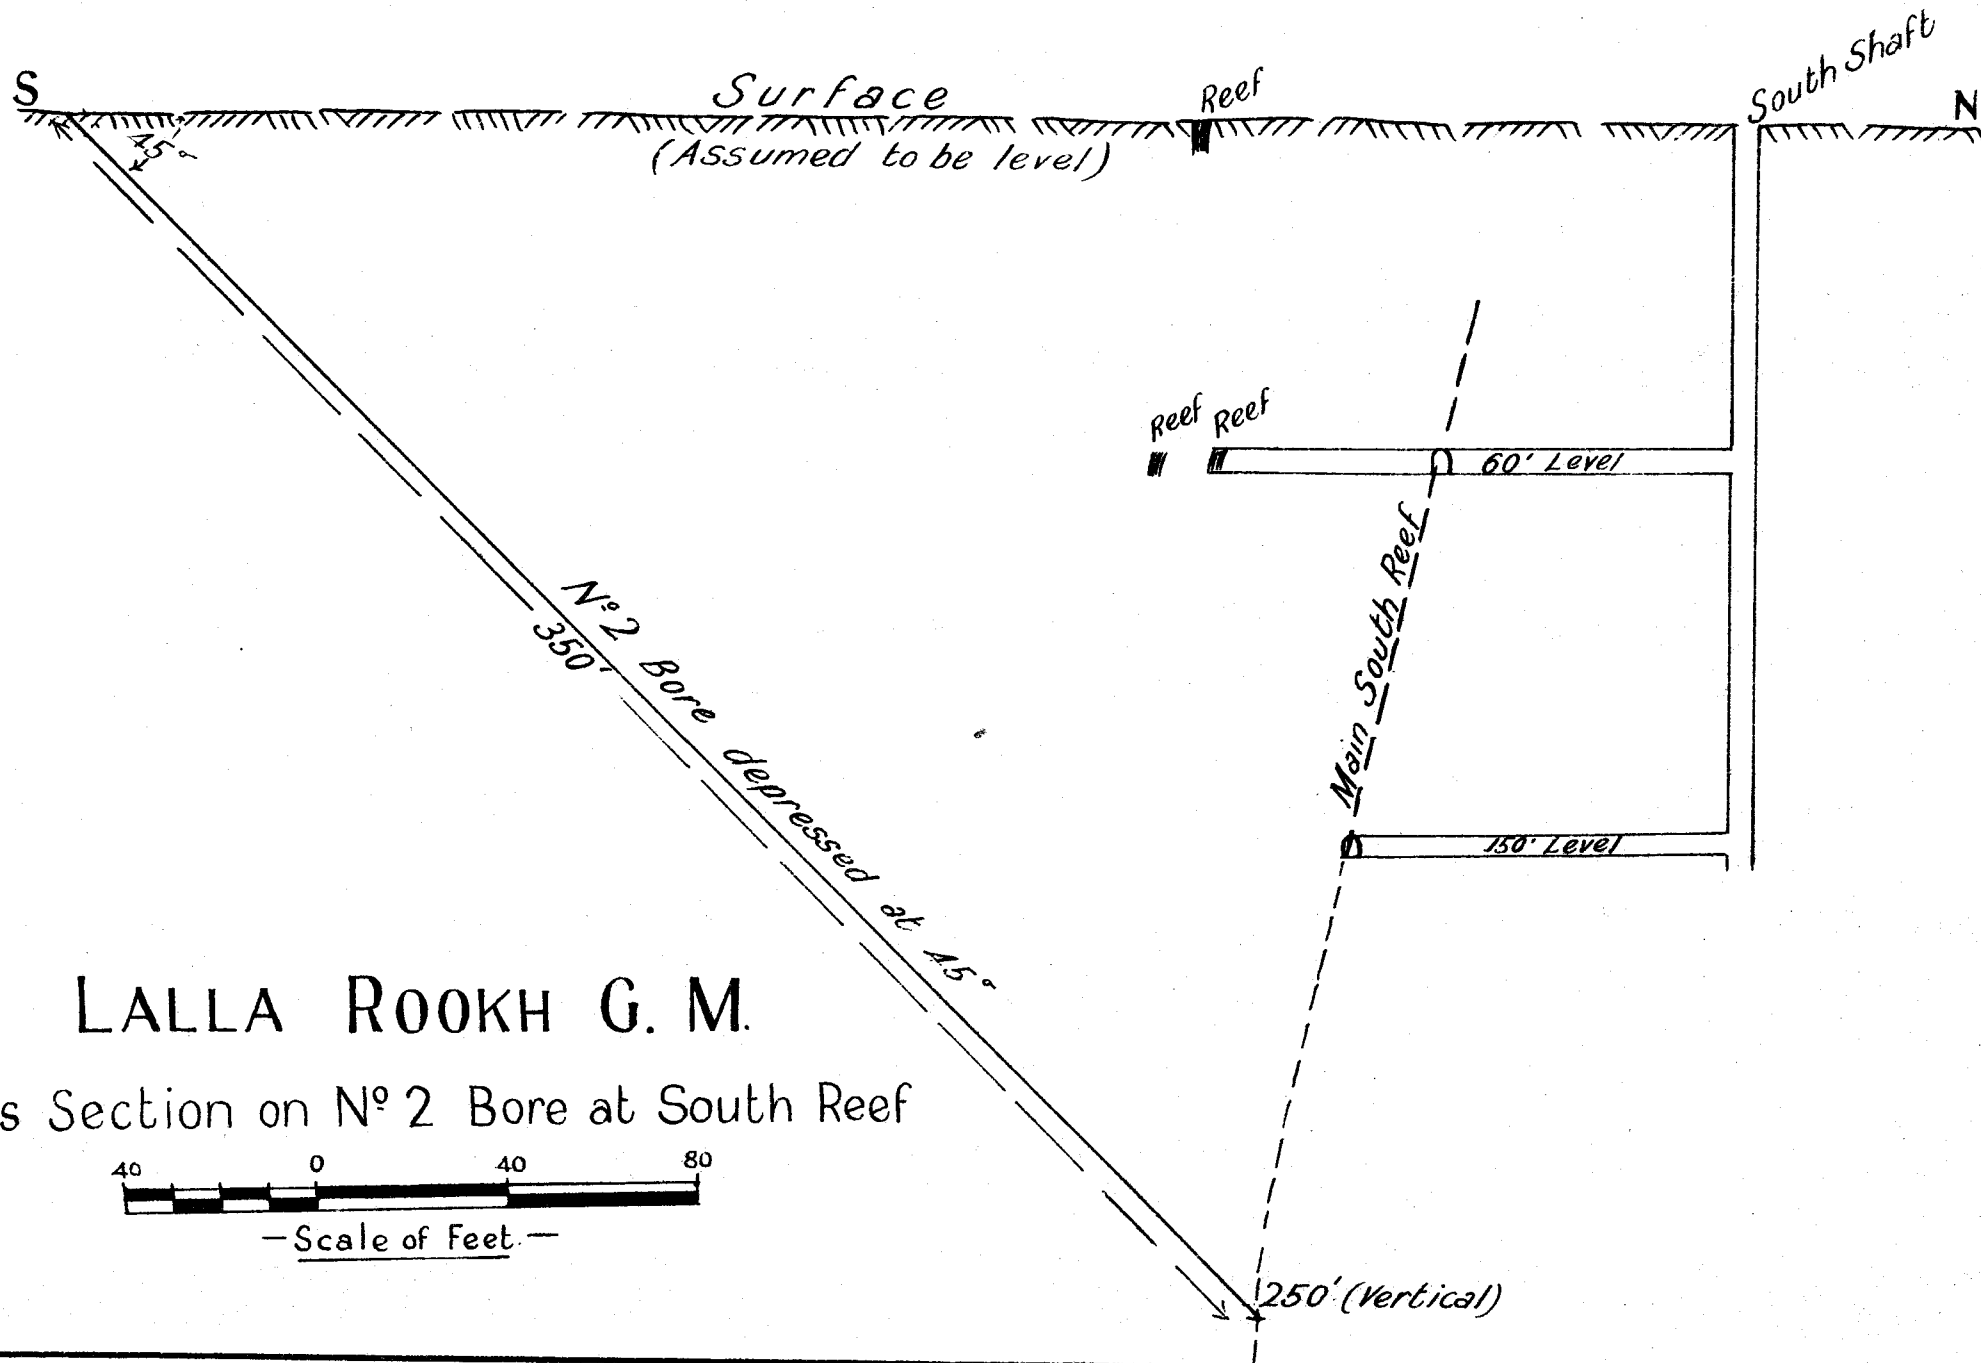 S
Surface
(Assumed to be level)
Reef
South Shaft
N
45°
Reef
Reef
60' Level
Main South Reef
150' Level
Nº 2 Bore depressed at 45°
350'
LALLA ROOKH G. M.
s Section on Nº 2 Bore at South Reef
40 0 40 80
—Scale of Feet.—
250' (Vertical)